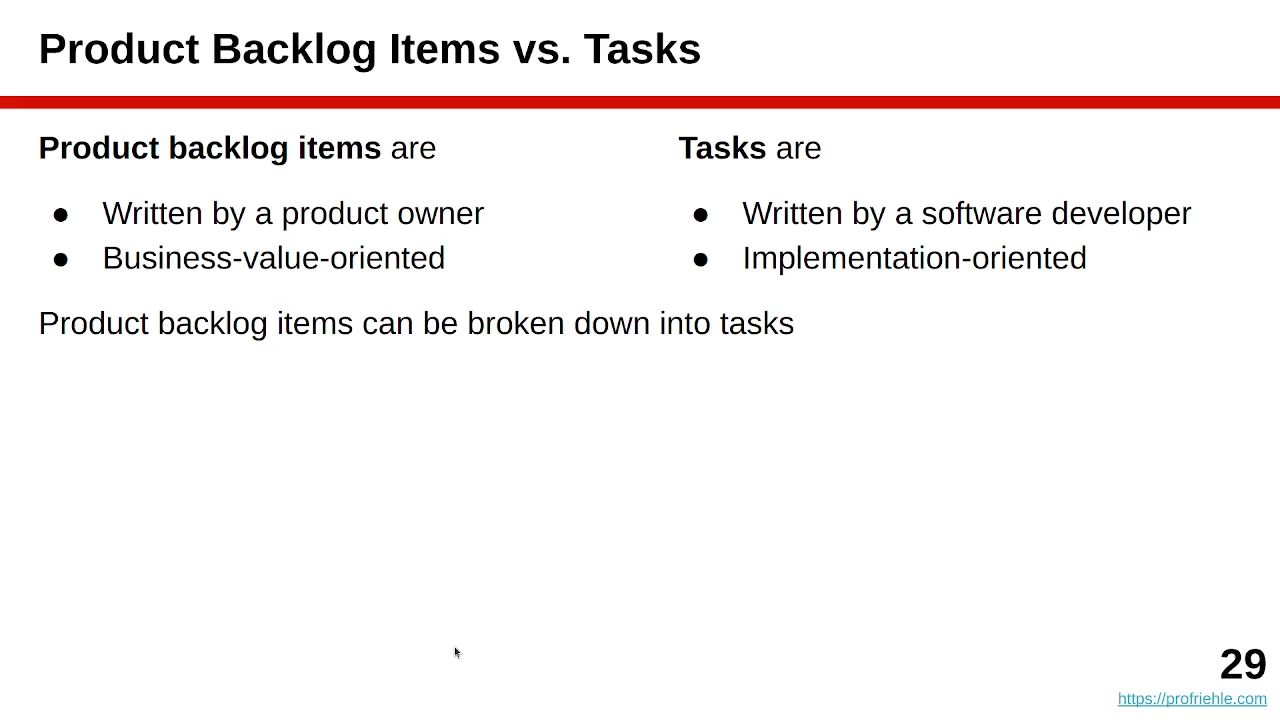 Product Backlog Items vs. Tasks
Product backlog items are
● Written by a product owner
● Business-value-oriented
Tasks are
● Written by a software developer
● Implementation-oriented
Product backlog items can be broken down into tasks
29
https://profriehle.com